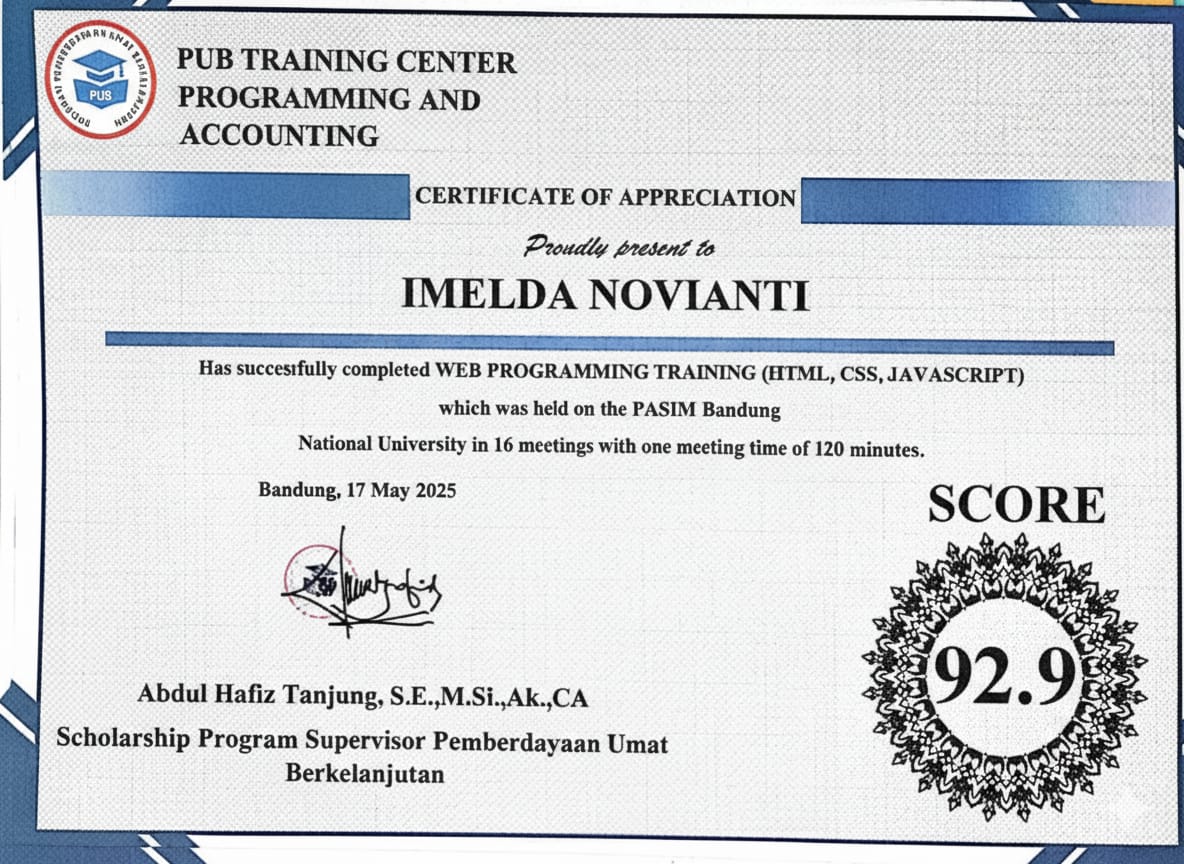 PUS
PUB TRAINING CENTER
PROGRAMMING AND
ACCOUNTING
CERTIFICATE OF APPRECIATION
Proudly present to
IMELDA NOVIANTI
Has succesfully completed WEB PROGRAMMING TRAINING (HTML, CSS, JAVASCRIPT)
which was held on the PASIM Bandung
National University in 16 meetings with one meeting time of 120 minutes.
Bandung, 17 May 2025
SCORE
92.9
Abdul Hafiz Tanjung, S.E.,M.Si.,Ak.,CA
Scholarship Program Supervisor Pemberdayaan Umat
Berkelanjutan